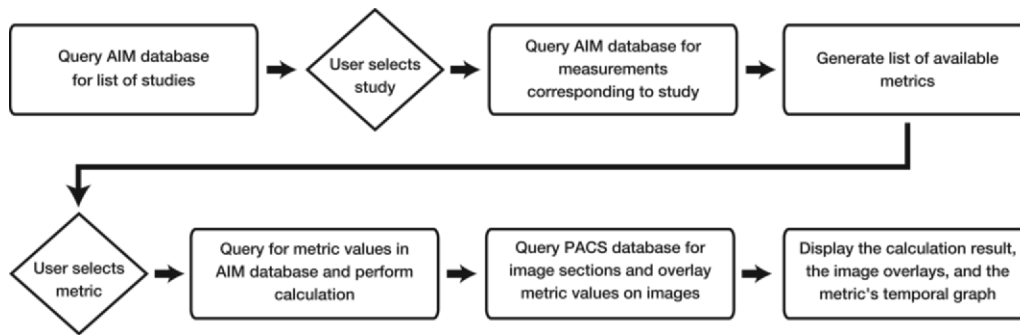 Query AIM database
for list of studies
User selects
study
Query AIM database for
measurements
corresponding to study
Generate list of available
metrics
User selects
metric
Query for metric values in
AIM database and perform
calculation
Query PACS database for
image sections and overlay
metric values on images
Display the calculation result,
the image overlays, and the
metric's temporal graph